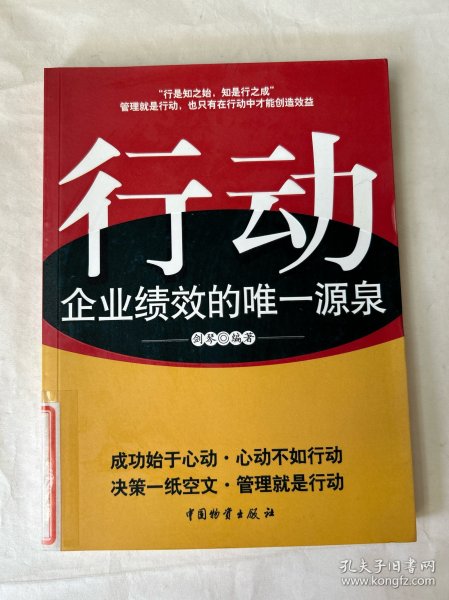 “行是知之始，知是行之成”
管理就是行动，也只有在行动中才能创造效益
行动
企业绩效的唯一源泉
剑琴◎编著
成功始于心动·心动不如行动
决策一纸空文·管理就是行动
中国物资出版社
孔夫子旧书网
www.kongfz.com